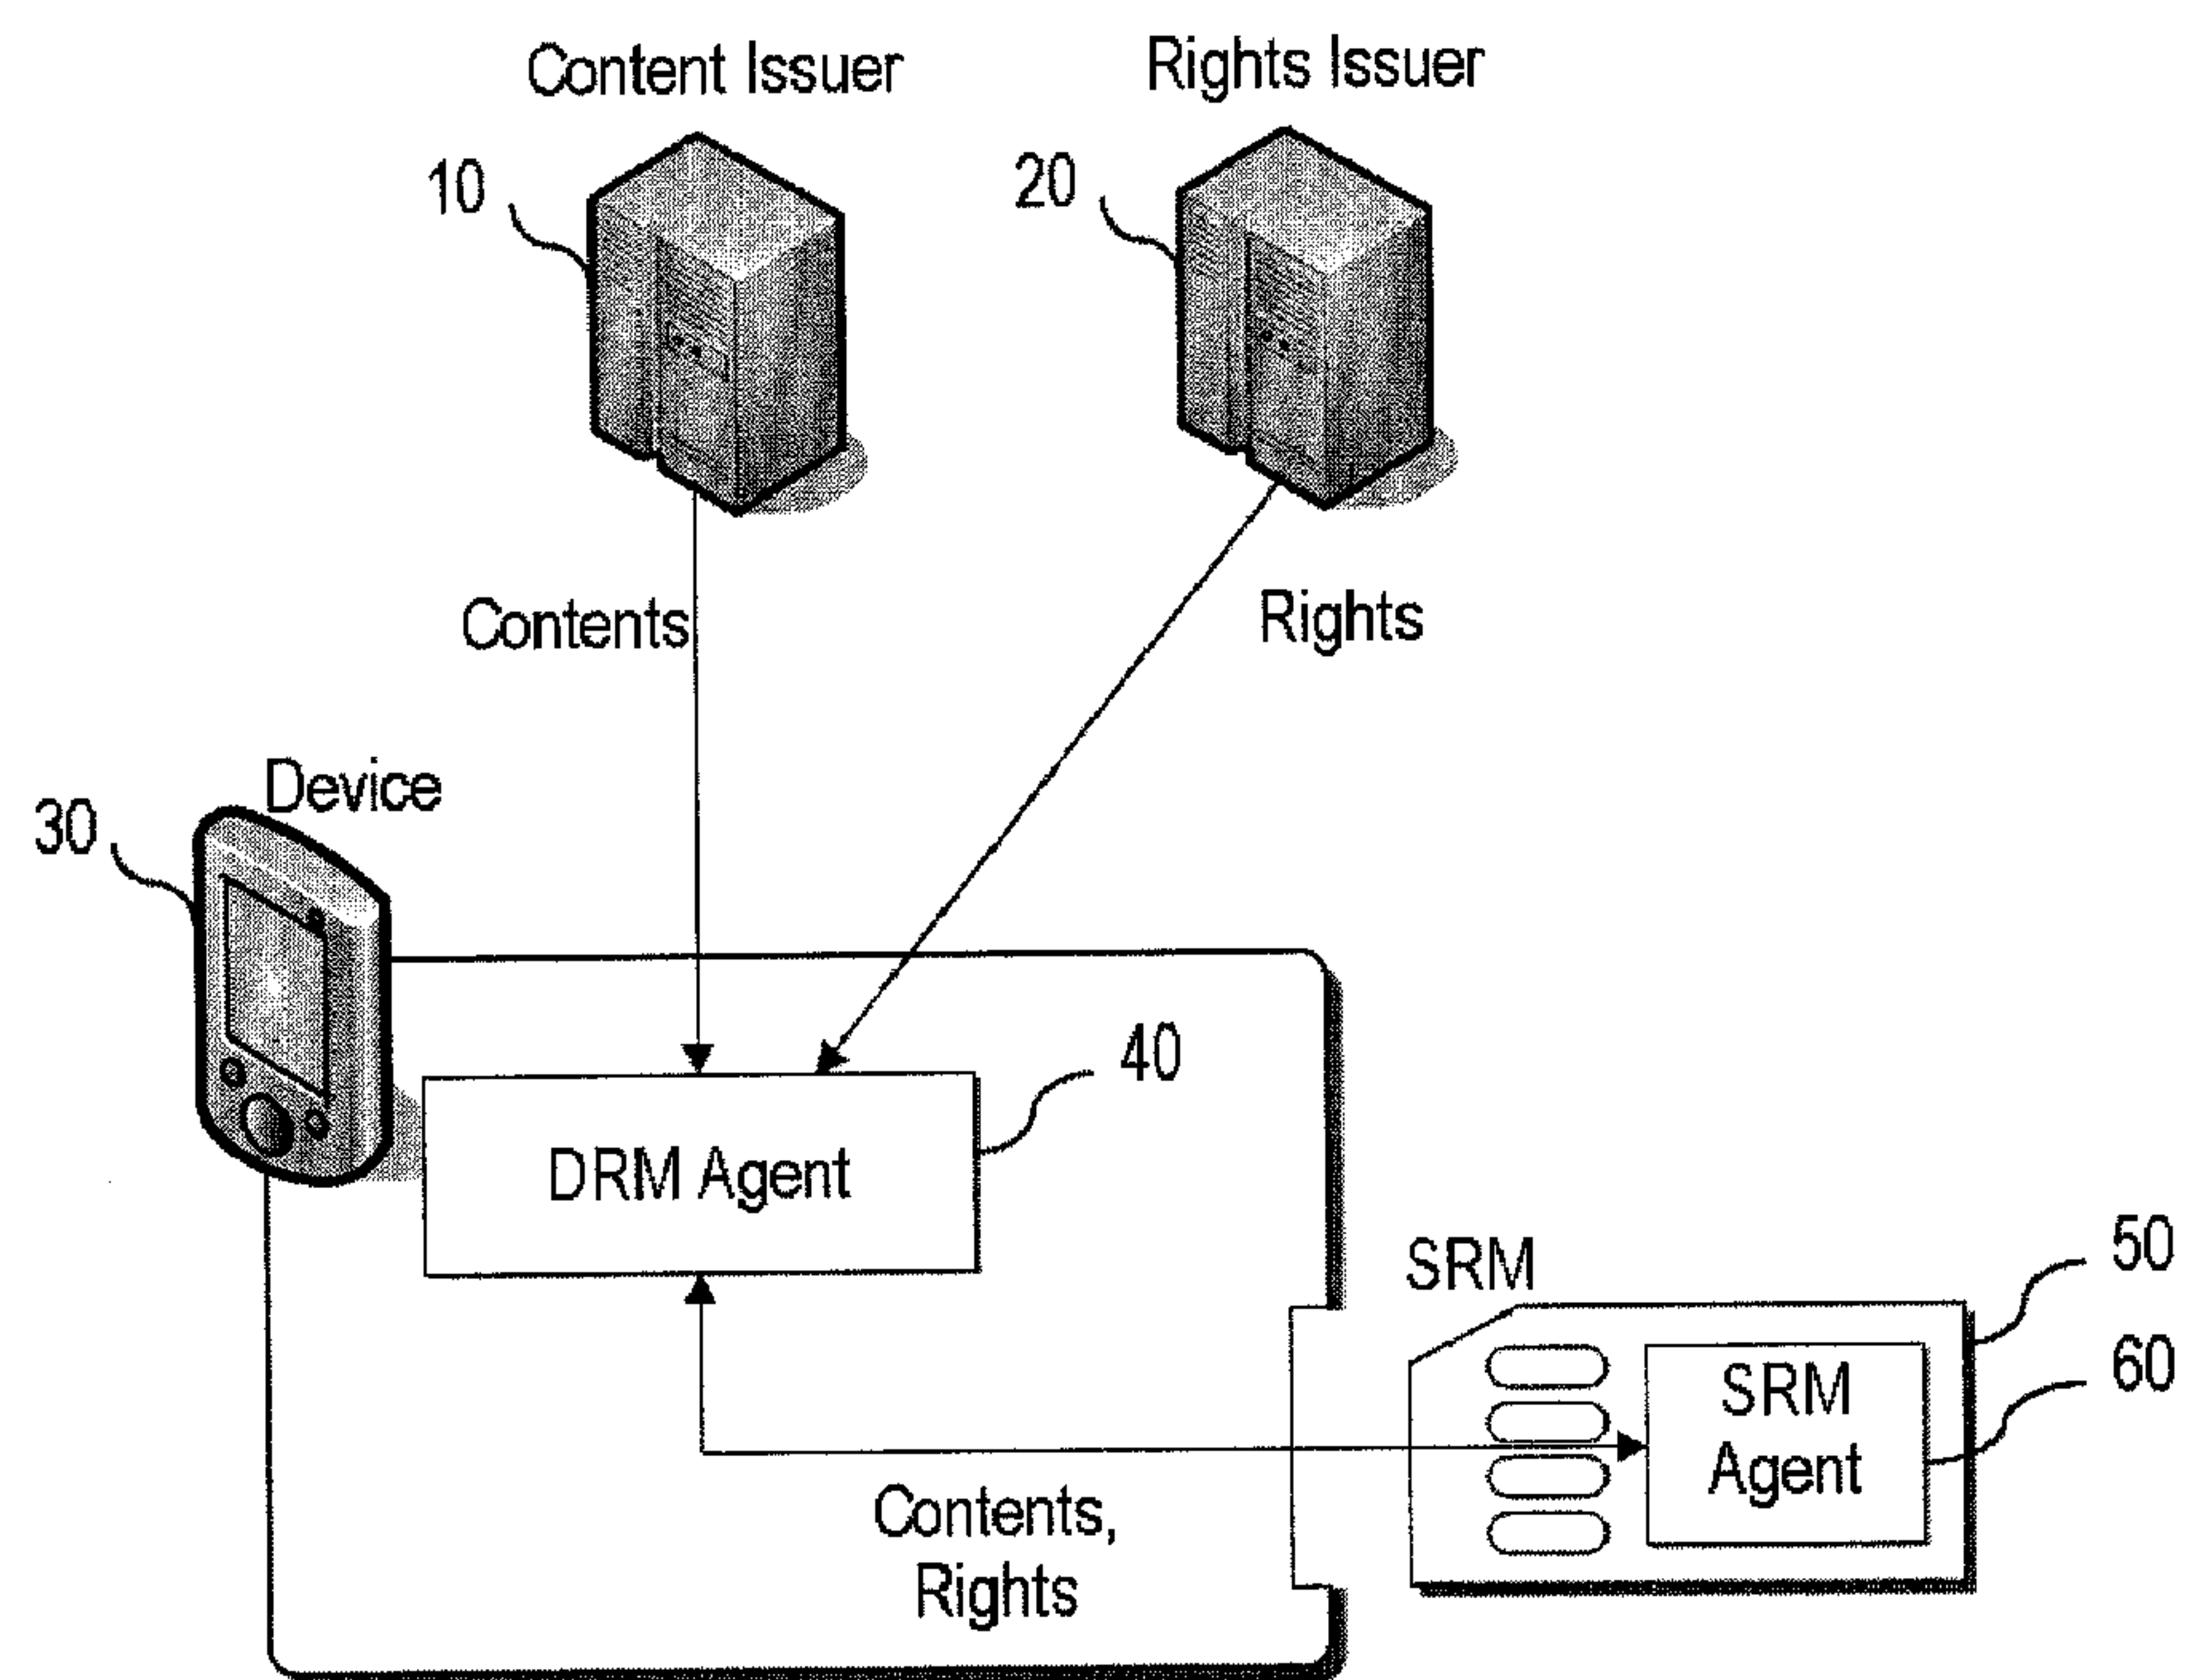 Content Issuer
Rights Issuer
10
20
Contents
Rights
Device
30
40
DRM Agent
SRM
50
60
SRM
Agent
Contents,
Rights